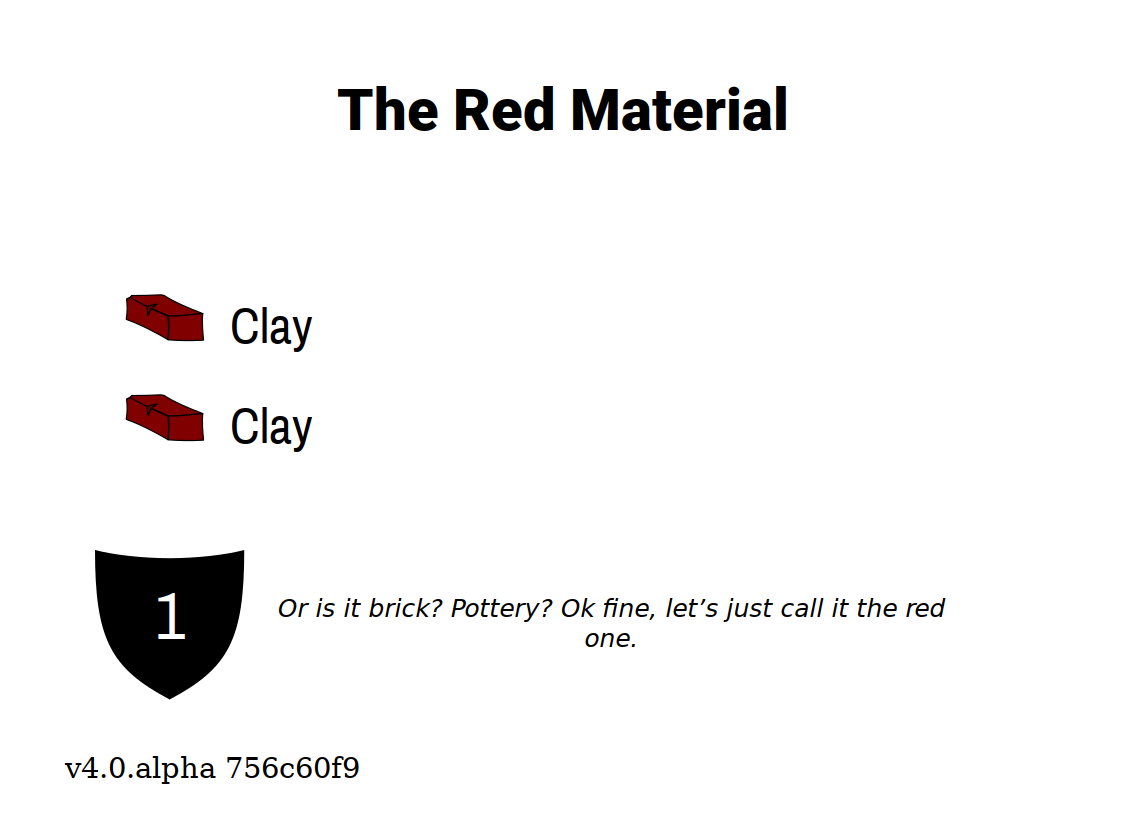 The Red Material
Clay
Clay
1
Or is it brick? Pottery? Ok fine, let’s just call it the red
one.
v4.0.alpha 756c60f9